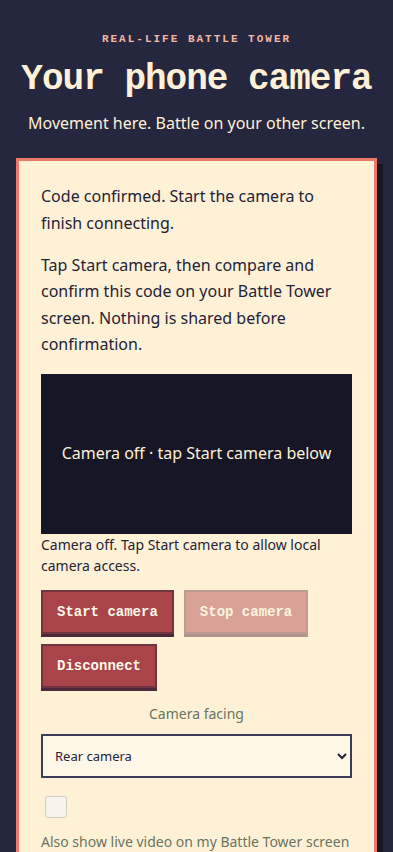 REAL-LIFE BATTLE TOWER
Your phone camera
Movement here. Battle on your other screen.
Code confirmed. Start the camera to
finish connecting.
Tap Start camera, then compare and
confirm this code on your Battle Tower
screen. Nothing is shared before
confirmation.
Camera off · tap Start camera below
Camera off. Tap Start camera to allow local
camera access.
Start camera
Stop camera
Disconnect
Camera facing
Rear camera
Also show live video on my Battle Tower screen